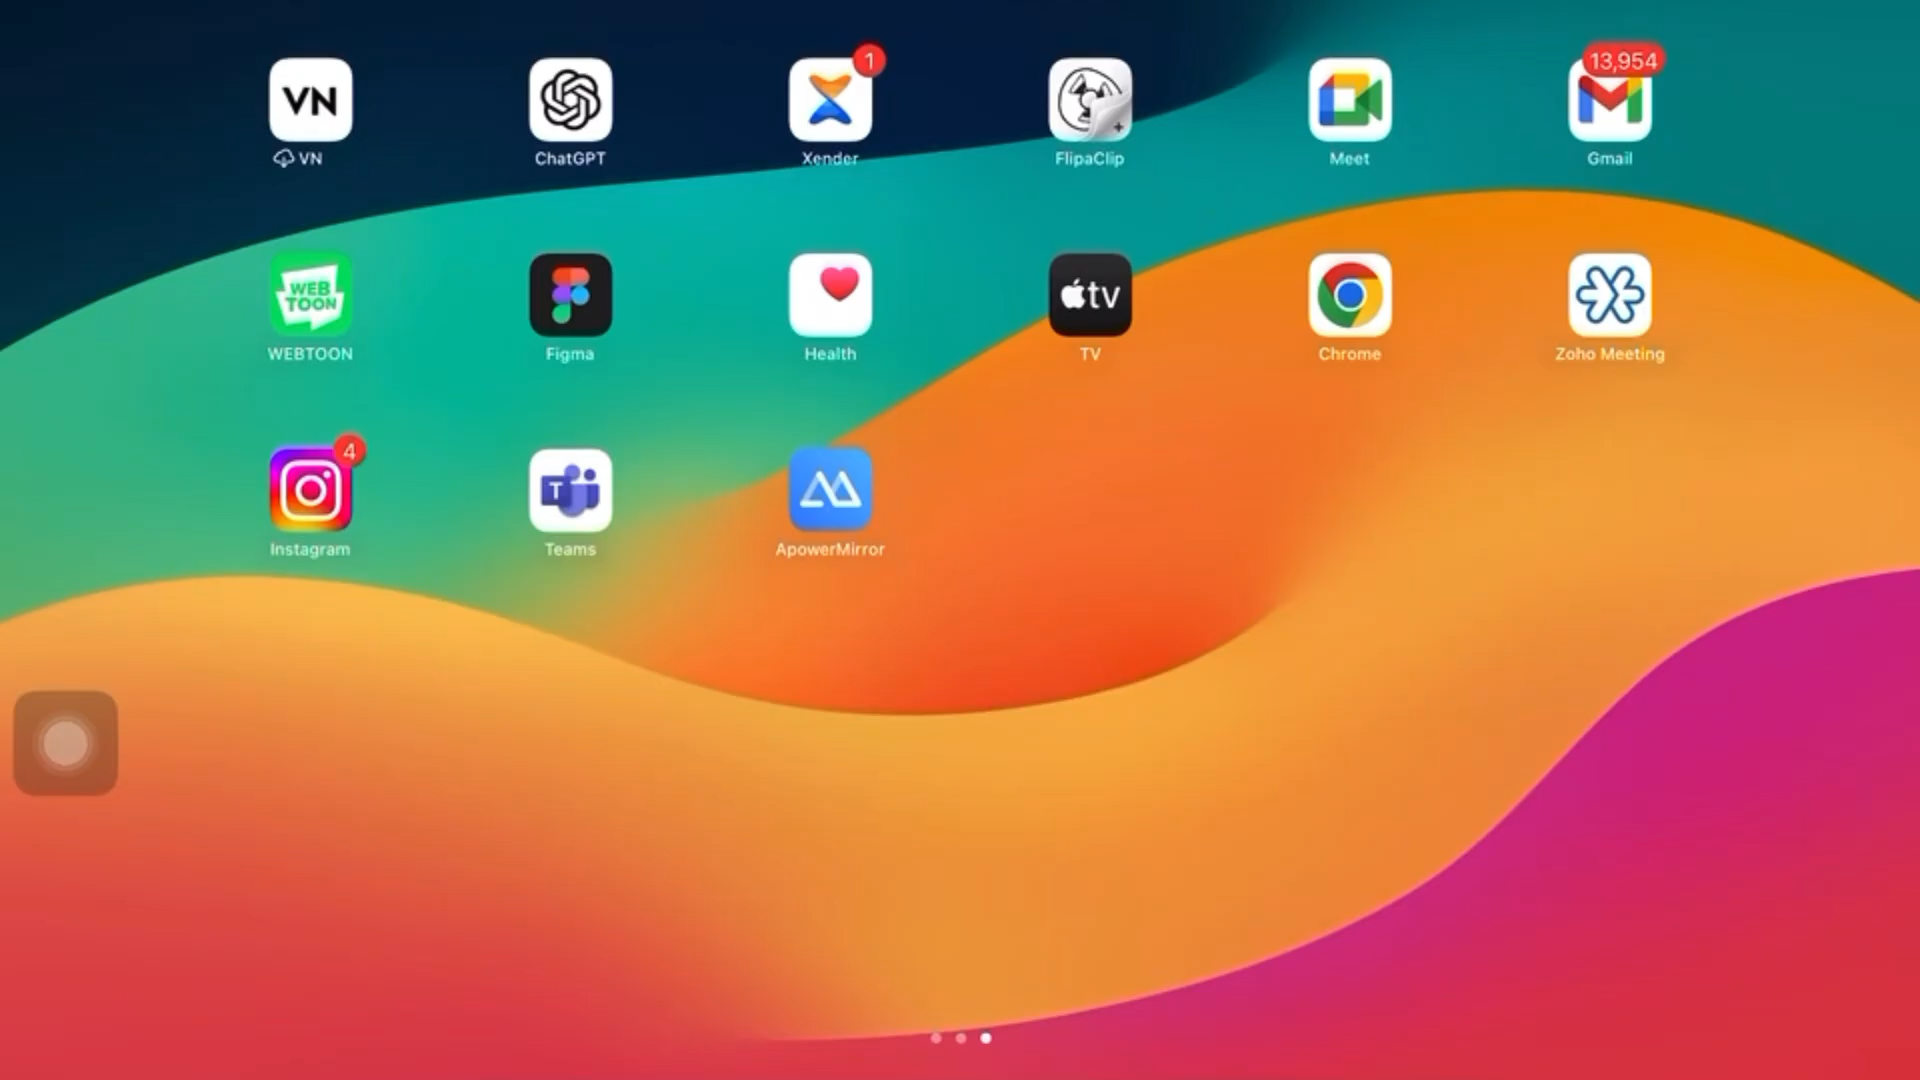 VN
1
13,954
VN
ChatGPT
Xender
FlipaClip
Meet
Gmail
WEB
TOON
tv
WEBTOON
Figma
Health
TV
Chrome
Zoho Meeting
4
T
Instagram
Teams
ApowerMirror